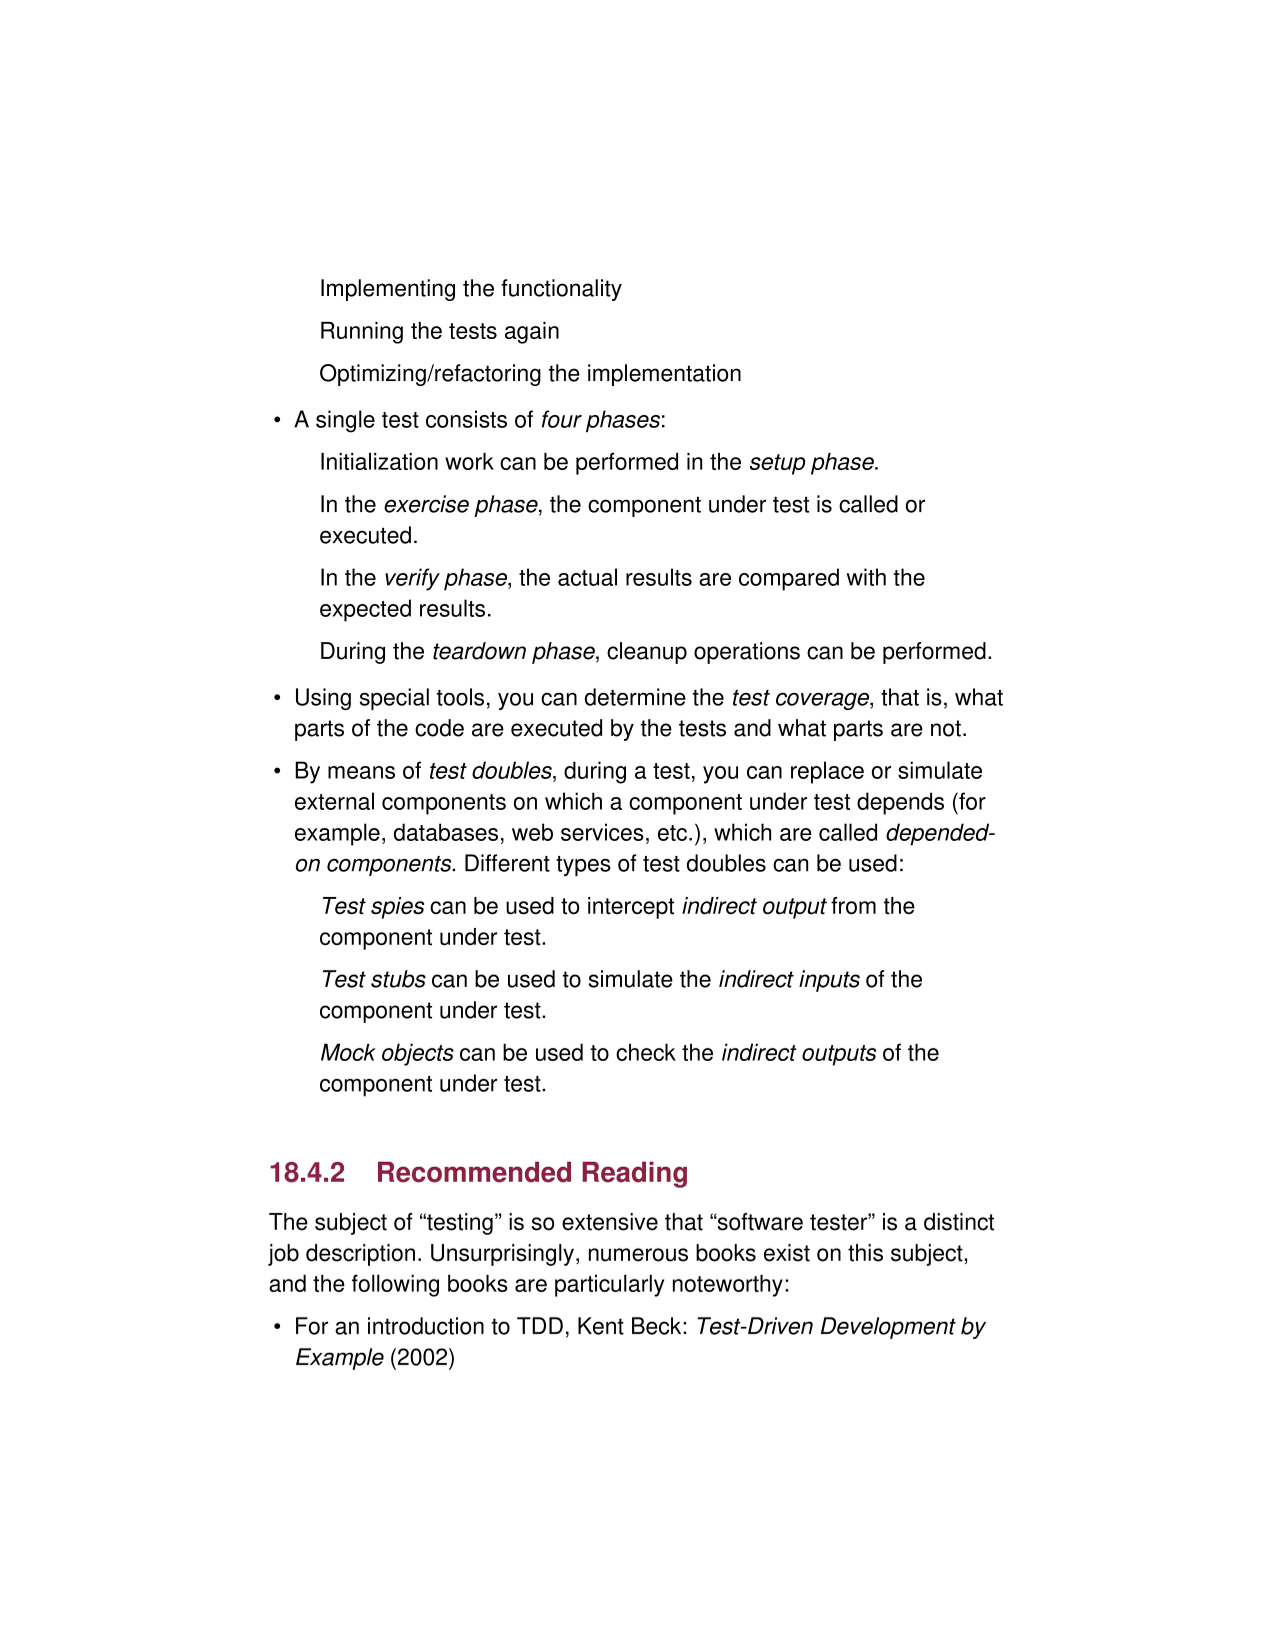 Implementing the functionality
Running the tests again
Optimizing/refactoring the implementation
• A single test consists of four phases:
Initialization work can be performed in the setup phase.
In the exercise phase, the component under test is called or
executed.
In the verify phase, the actual results are compared with the
expected results.
During the teardown phase, cleanup operations can be performed.
• Using special tools, you can determine the test coverage, that is, what
parts of the code are executed by the tests and what parts are not.
• By means of test doubles, during a test, you can replace or simulate
external components on which a component under test depends (for
example, databases, web services, etc.), which are called depended-
on components. Different types of test doubles can be used:
Test spies can be used to intercept indirect output from the
component under test.
Test stubs can be used to simulate the indirect inputs of the
component under test.
Mock objects can be used to check the indirect outputs of the
component under test.
18.4.2 Recommended Reading
The subject of “testing” is so extensive that “software tester” is a distinct
job description. Unsurprisingly, numerous books exist on this subject,
and the following books are particularly noteworthy:
• For an introduction to TDD, Kent Beck: Test-Driven Development by
Example (2002)